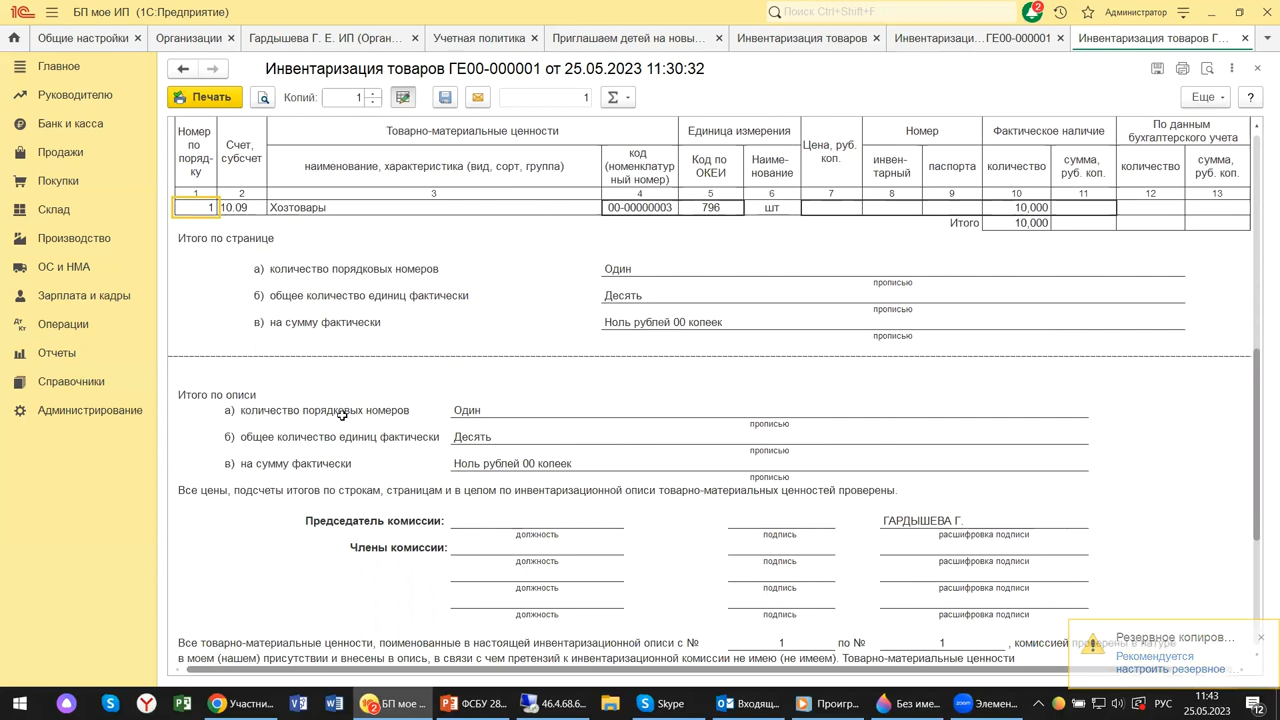 БП мое ИП (1С:Предприятие)
Поиск Ctrl+Shift+F
2
Администратор
Общие настройки
Организации
Гардышева Г. Е. ИП (Орган...
Учетная политика
Приглашаем детей на новы...
Инвентаризация товаров
Инвентаризаци... ГЕ00-000001
Инвентаризация товаров Г...
Главное
Руководителю
Банк и касса
Продажи
Покупки
Склад
Производство
ОС и НМА
Зарплата и кадры
Операции
Отчеты
Справочники
Администрирование
Инвентаризация товаров ГЕ00-000001 от 25.05.2023 11:30:32
Печать
Копий: 1
1
Σ
Еще
?
Номер по поряд-ку
Счет, субсчет
Товарно-материальные ценности
Единица измерения
Цена, руб. коп.
Номер
Фактическое наличие
По данным бухгалтерского учета
наименование, характеристика (вид, сорт, группа)
код (номенклатурный номер)
Код по ОКЕИ
Наиме-нование
инвен-тарный
паспорта
количество
сумма, руб. коп.
количество
сумма, руб. коп.
1 2 3 4 5 6 7 8 9 10 11 12 13
1 10.09 Хозтовары 00-00000003 796 шт 10,000
Итого 10,000
Итого по странице
а) количество порядковых номеров Один
прописью
б) общее количество единиц фактически Десять
прописью
в) на сумму фактически Ноль рублей 00 копеек
прописью
Итого по описи
а) количество порядковых номеров Один
прописью
б) общее количество единиц фактически Десять
прописью
в) на сумму фактически Ноль рублей 00 копеек
прописью
Все цены, подсчеты итогов по строкам, страницам и в целом по инвентаризационной описи товарно-материальных ценностей проверены.
Председатель комиссии: ГАРДЫШЕВА Г.
должность подпись расшифровка подписи
Члены комиссии:
должность подпись расшифровка подписи
должность подпись расшифровка подписи
должность подпись расшифровка подписи
Все товарно-материальные ценности, поименованные в настоящей инвентаризационной описи с № 1 по № 1 , комиссией проверены в натуре
в моем (нашем) присутствии и внесены в опись, в связи с чем претензий к инвентаризационной комиссии не имею (не имеем). Товарно-материальные ценности
Резервное копиров...
Рекомендуется
настроить резервное ...
Участни...
БП мое ...
ФСБУ 28...
46.4.68.6...
Skype
Входящ...
Проигр...
Без име...
Конфер...
РУС
11:43
25.05.2023
12